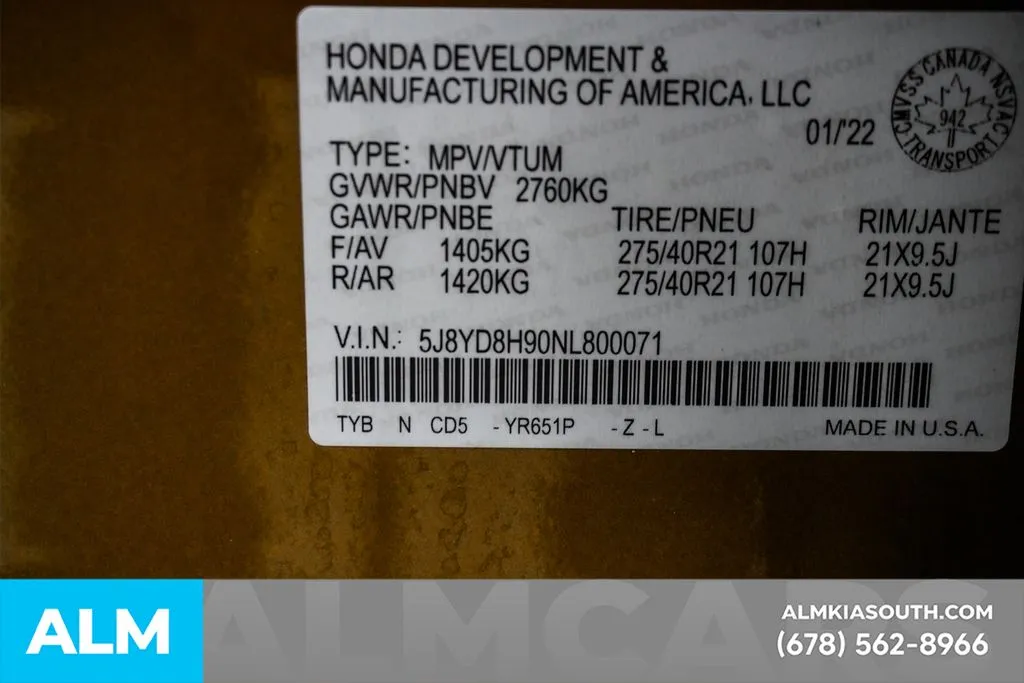 HONDA DEVELOPMENT &
MANUFACTURING OF AMERICA, LLC
01/'22
CMVSS CANADA NSVAC
942
TRANSPORT
TYPE: MPV/VTUM
GVWR/PNBV 2760KG
GAWR/PNBE TIRE/PNEU RIM/JANTE
F/AV 1405KG 275/40R21 107H 21X9.5J
R/AR 1420KG 275/40R21 107H 21X9.5J
V.I.N.: 5J8YD8H90NL800071
TYB N CD5 - YR651P - Z - L MADE IN U.S.A.
ALM
ALMCARS
ALMKIASOUTH.COM
(678) 562-8966